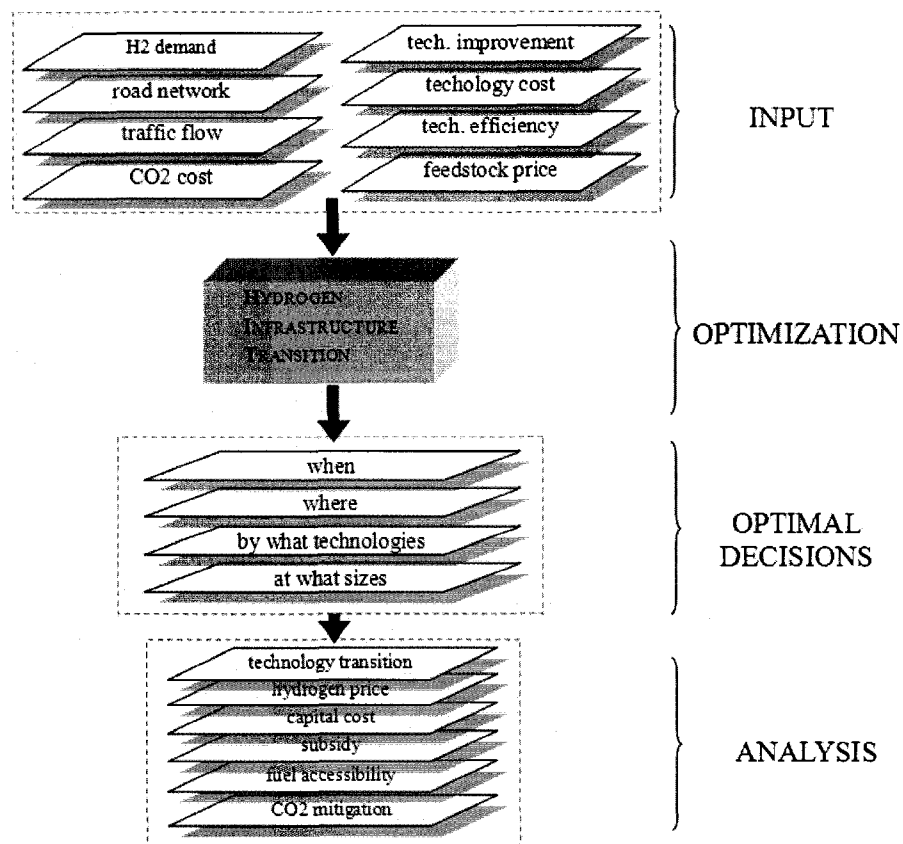 H2 demand
road network
traffic flow
CO2 cost
tech. improvement
techology cost
tech. efficiency
feedstock price
INPUT
HYDROGEN
INFRASTRUCTURE
TRANSITION
OPTIMIZATION
when
where
by what technologies
at what sizes
OPTIMAL
DECISIONS
technology transition
hydrogen price
capital cost
subsidy
fuel accessibility
CO2 mitigation
ANALYSIS